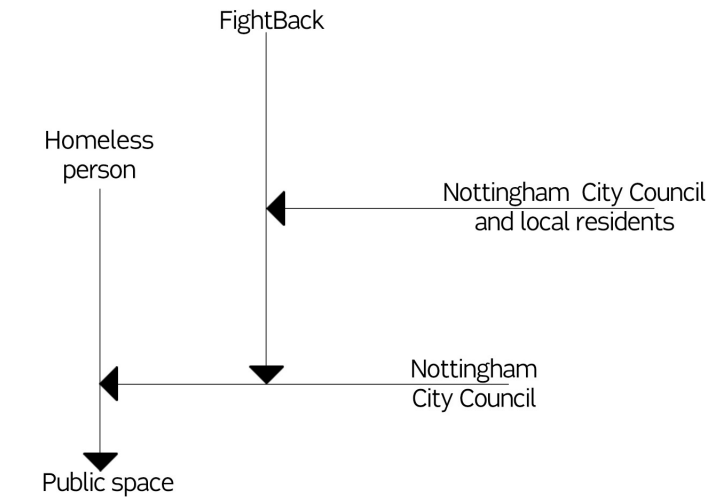 FightBack
Homeless
person
Nottingham City Council
and local residents
Nottingham
City Council
Public space